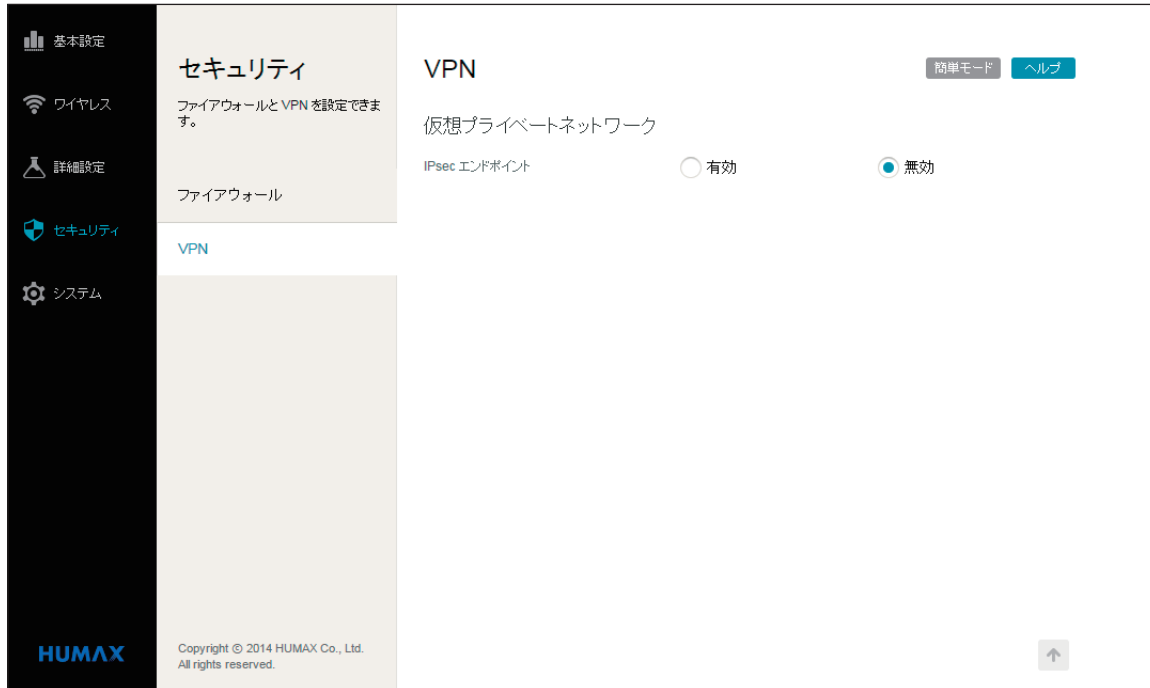 基本設定
ワイヤレス
詳細設定
セキュリティ
システム
HUMAX
セキュリティ
ファイアウォールと VPN を設定できま
す。
ファイアウォール
VPN
Copyright © 2014 HUMAX Co., Ltd.
All rights reserved.
VPN
簡単モード
ヘルプ
仮想プライベートネットワーク
IPsec エンドポイント
有効
無効